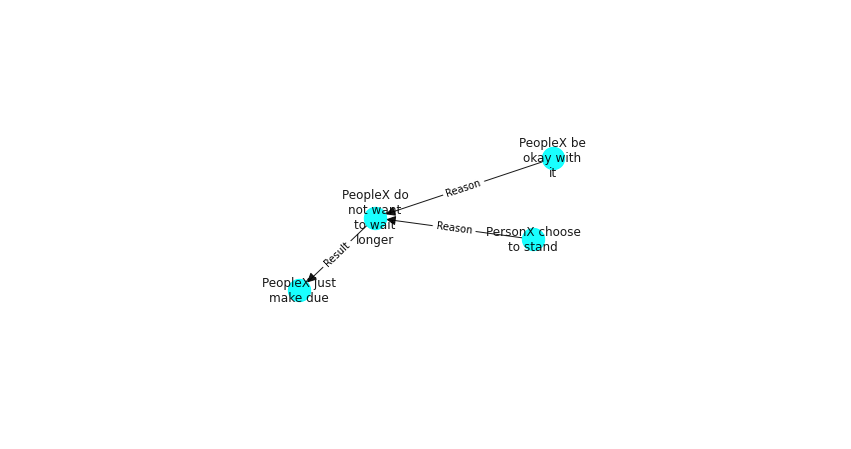 PeopleX be
okay with
it
Reason
PeopleX do
not want
to wait
longer
Reason
PersonX choose
to stand
Result
PeopleX just
make due